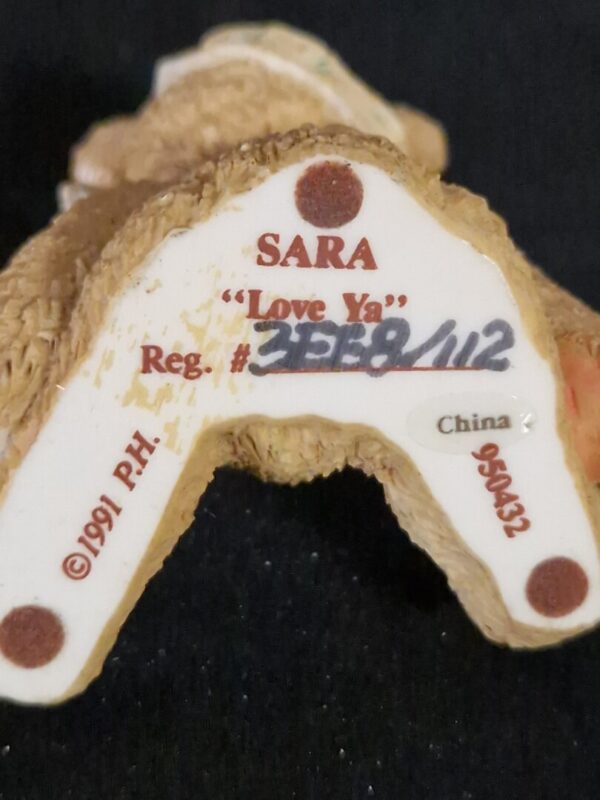 SARA
“Love Ya”
Reg. #3EE8/112
China
©1991 P.H.
950432